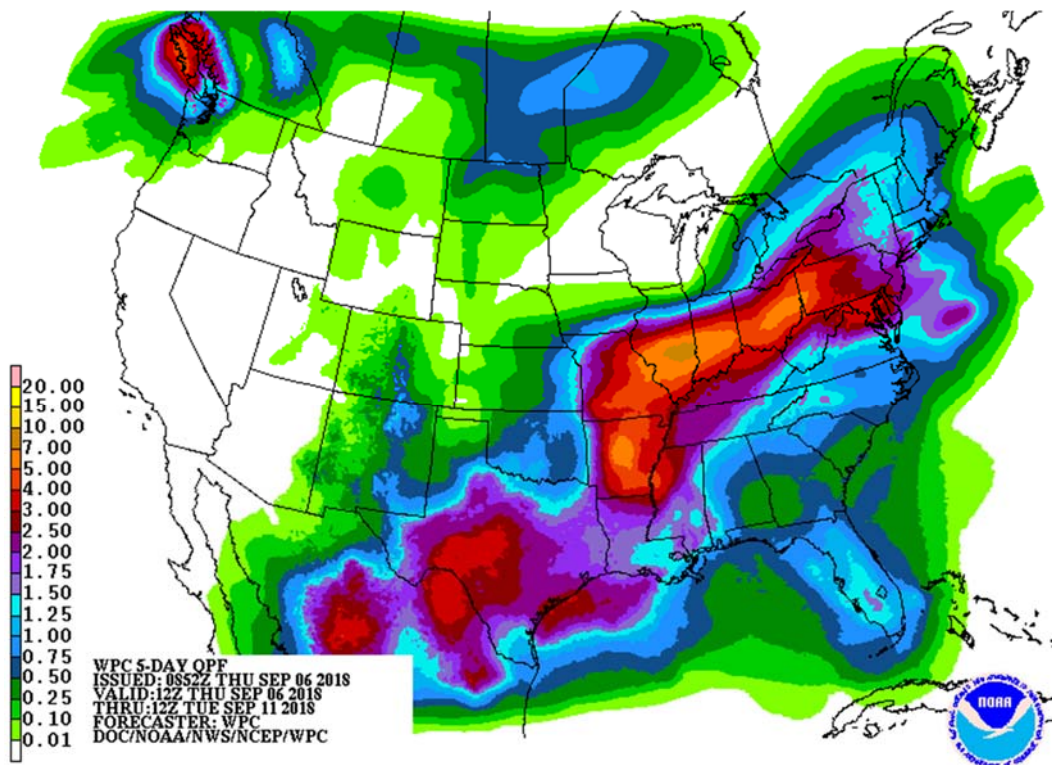 20.00
15.00
10.00
7.00
5.00
4.00
3.00
2.50
2.00
1.75
1.50
1.25
1.00
0.75
0.50
0.25
0.10
0.01
WPC 5-DAY QPF
ISSUED: 0852Z THU SEP 06 2018
VALID:12Z THU SEP 06 2018
THRU:12Z TUE SEP 11 2018
FORECASTER: WPC
DOC/NOAA/NWS/NCEP/WPC
NOAA